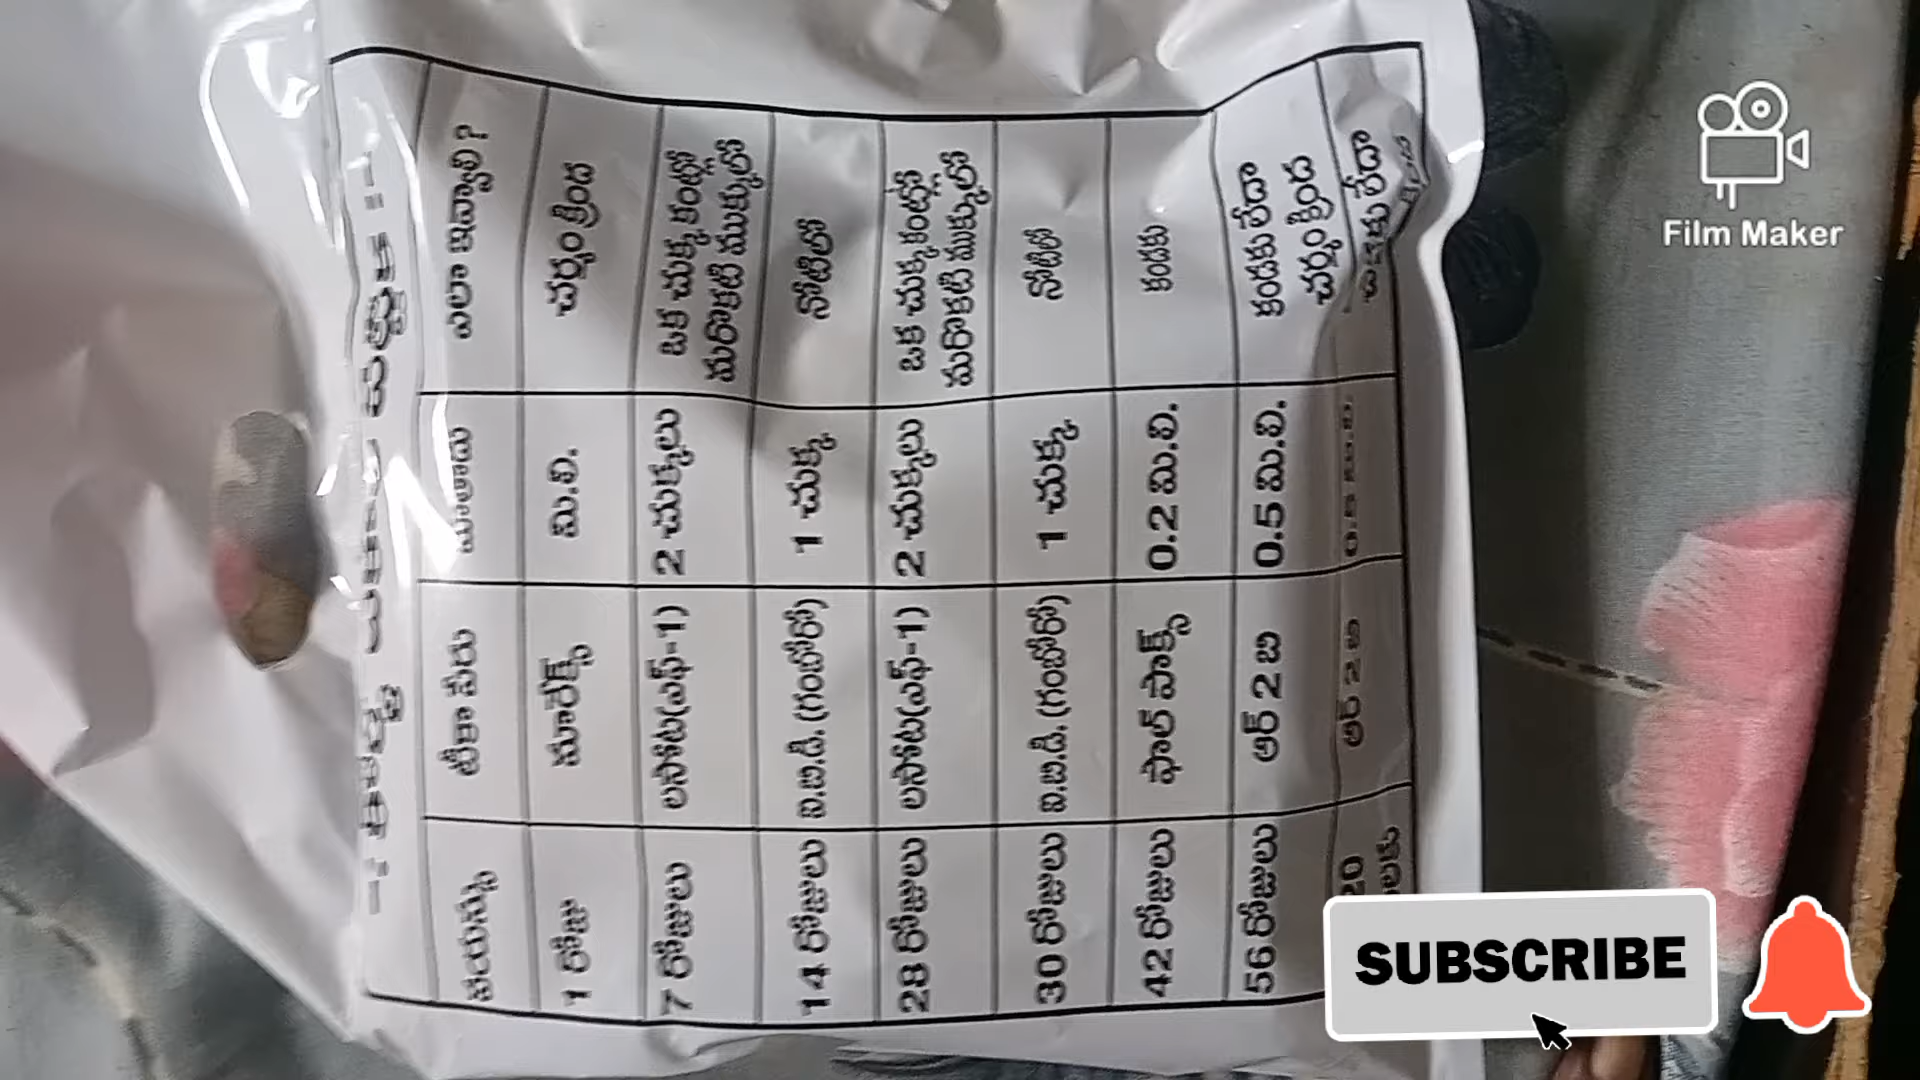 వయస్సు టీకా పేరు మోతాదు ఎలా ఇవ్వాలి?
1 రోజు మారెక్స్ మి.లి. చర్మం క్రింద
7 రోజులు లసోట(ఎఫ్-1) 2 చుక్కలు ఒక చుక్క కంట్లో
మరొకటి ముక్కులో
14 రోజులు ఐ.బి.డి. (గంబోరో) 1 చుక్క నోటిలో
28 రోజులు లసోట(ఎఫ్-1) 2 చుక్కలు ఒక చుక్క కంట్లో
మరొకటి ముక్కులో
30 రోజులు ఐ.బి.డి. (గంబోరో) 1 చుక్క నోటిలో
42 రోజులు ఫాల్ పాక్స్ 0.2 మి.లి. కండకు
56 రోజులు ఆర్ 2 బి 0.5 మి.లి. కండకు లేదా
చర్మం క్రింద
ఆర్ 2 బి 0.5 మి.లి. లేదా
Film Maker
SUBSCRIBE